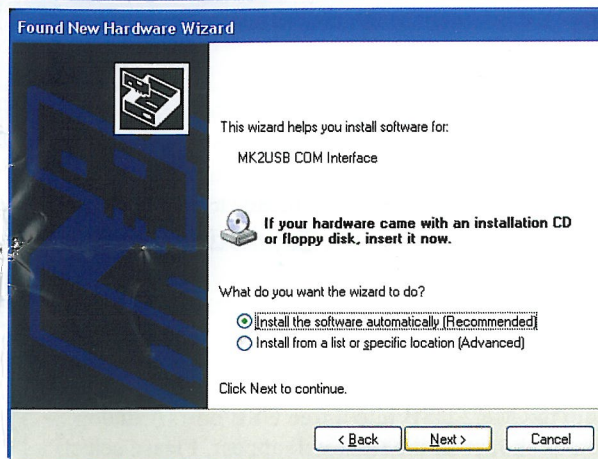 Found New Hardware Wizard
This wizard helps you install software for:
MK2USB COM Interface
If your hardware came with an installation CD
or floppy disk, insert it now.
What do you want the wizard to do?
Install the software automatically (Recommended)
Install from a list or specific location (Advanced)
Click Next to continue.
< Back
Next >
Cancel